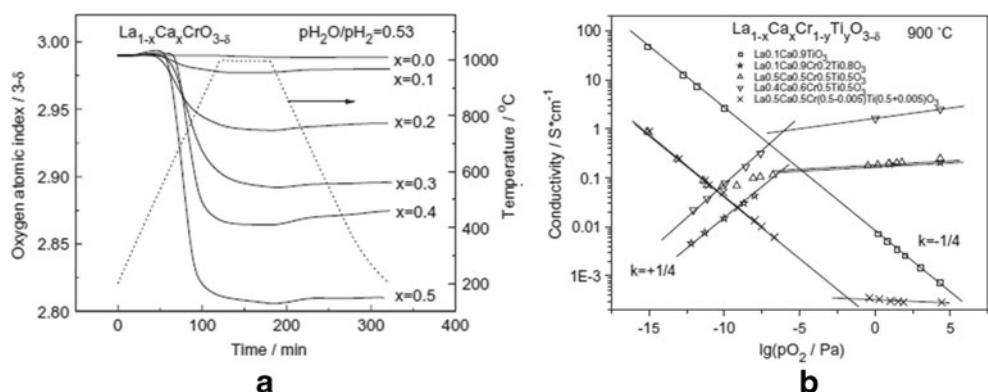 La1-xCaxCrO3-δ
pH2O/pH2=0.53
Oxygen atomic index / 3-δ
3.00
2.95
2.90
2.85
2.80
x=0.0
x=0.1
x=0.2
x=0.3
x=0.4
x=0.5
1000
800
600
400
200
Temperature / °C
0
100
200
300
400
Time / min
a
La1-xCaxCr1-yTiyO3-δ
900 °C
La0.1Ca0.9TiO3
La0.1Ca0.9Cr0.2Ti0.8O3
La0.5Ca0.5Cr0.5Ti0.5O3
La0.4Ca0.6Cr0.5Ti0.5O3
La0.5Ca0.5Cr(0.5-0.005)Ti(0.5+0.005)O3
Conductivity / S*cm-1
100
10
1
0.1
0.01
1E-3
k=+1/4
k=-1/4
-15
-10
-5
0
5
lg(pO2 / Pa)
b